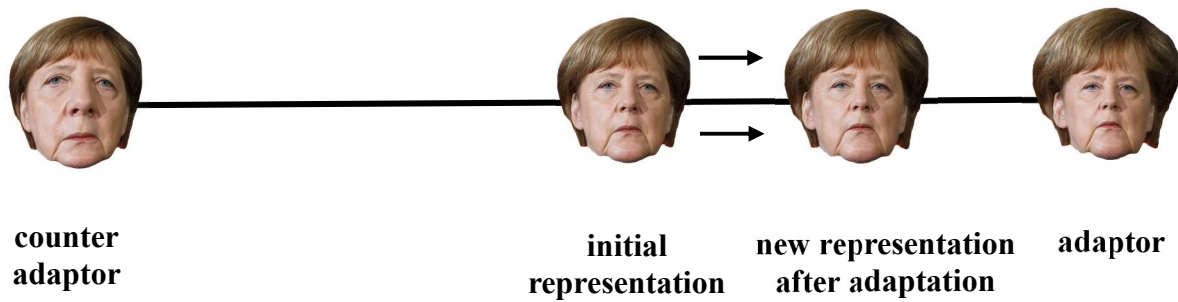 counter
adaptor
initial
representation
new representation
after adaptation
adaptor